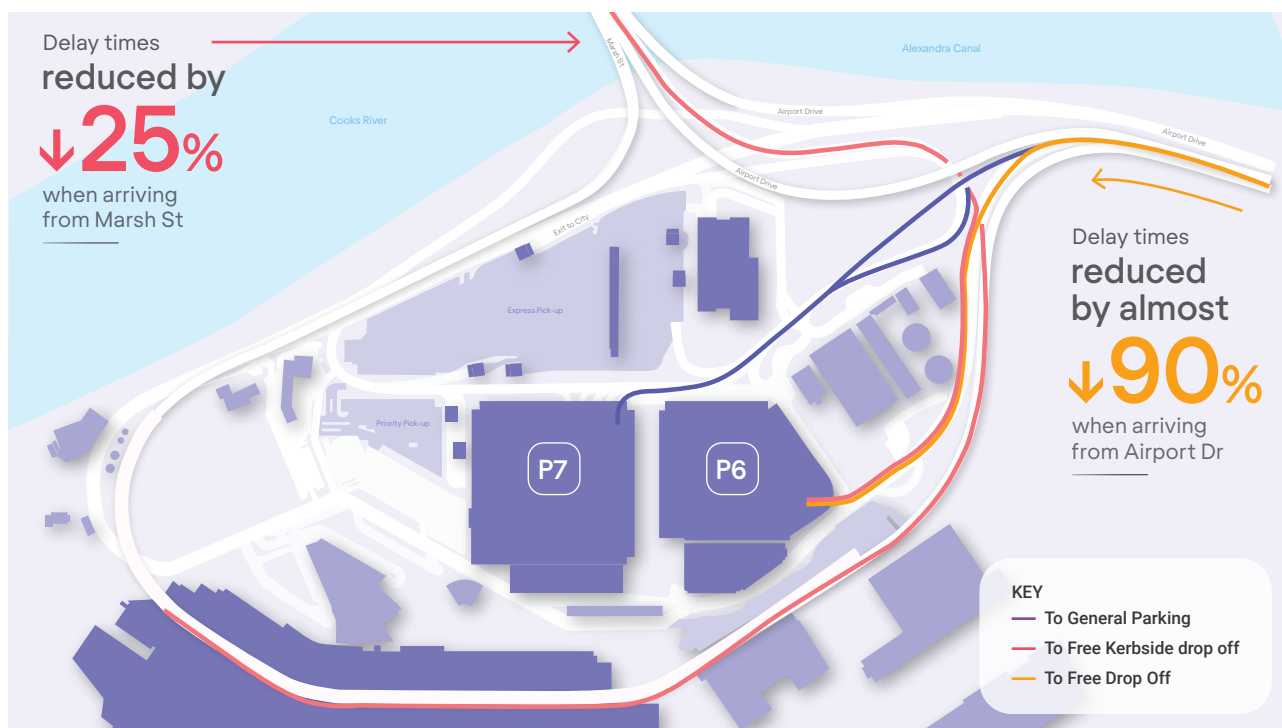 Delay times
reduced by
↓25%
when arriving
from Marsh St
Cooks River
Marsh St
Alexandra Canal
Airport Drive
Airport Drive
Airport Drive
Exit to City
Express Pick-up
Priority Pick-up
P7
P6
Delay times
reduced
by almost
↓90%
when arriving
from Airport Dr
KEY
To General Parking
To Free Kerbside drop off
To Free Drop Off